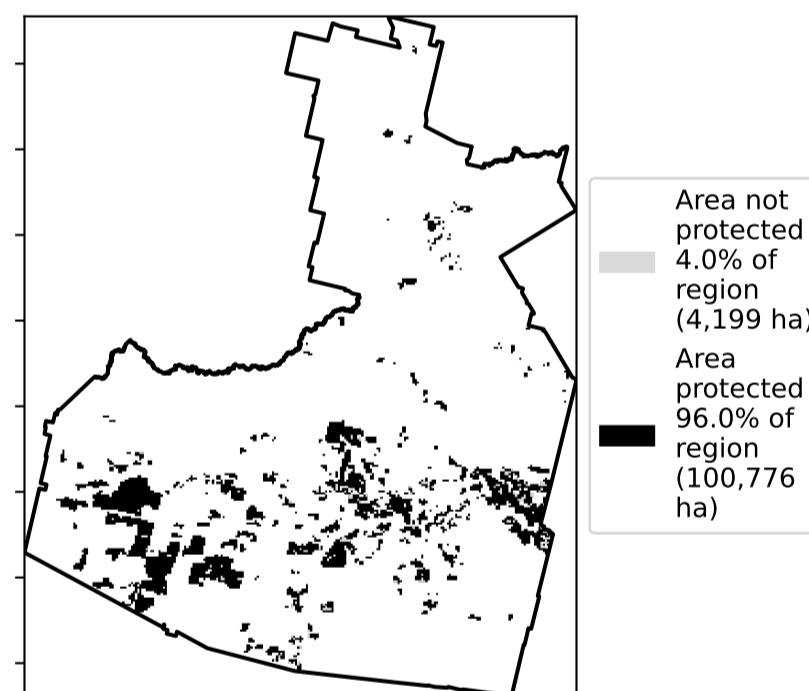 Area not
protected
4.0% of
region
(4,199 ha)
Area
protected
96.0% of
region
(100,776
ha)